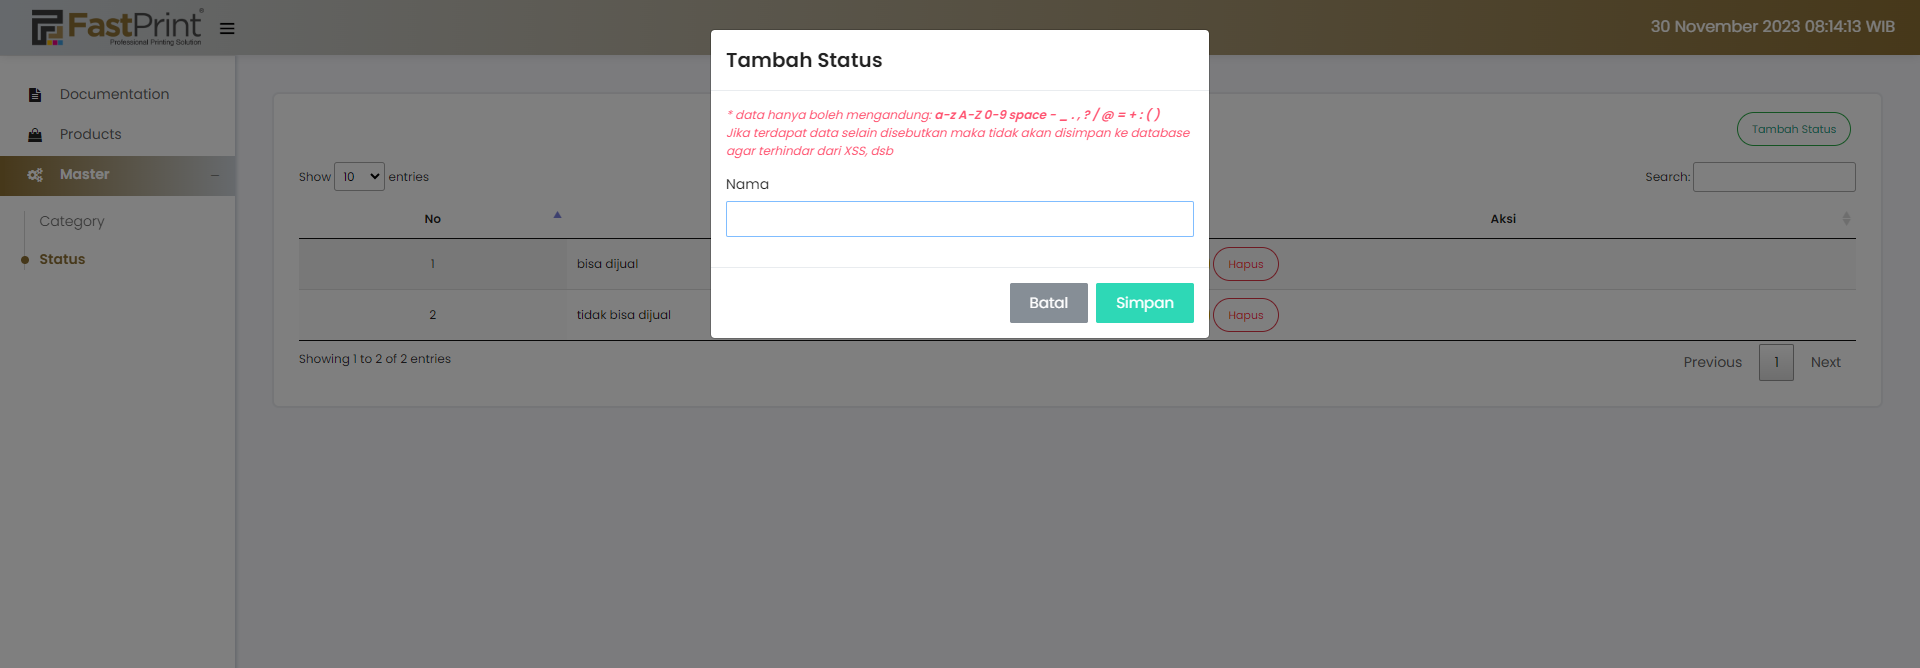 FastPrint®
Professional Printing Solution
30 November 2023 08:14:13 WIB
Documentation
Products
Master
Category
Status
Tambah Status
Show 10 entries
Search:
No
Aksi
1
bisa dijual
Hapus
2
tidak bisa dijual
Hapus
Showing 1 to 2 of 2 entries
Previous 1 Next
Tambah Status
* data hanya boleh mengandung: a-z A-Z 0-9 space - _ . , ? / @ = + : ( )
Jika terdapat data selain disebutkan maka tidak akan disimpan ke database
agar terhindar dari XSS, dsb
Nama
Batal
Simpan